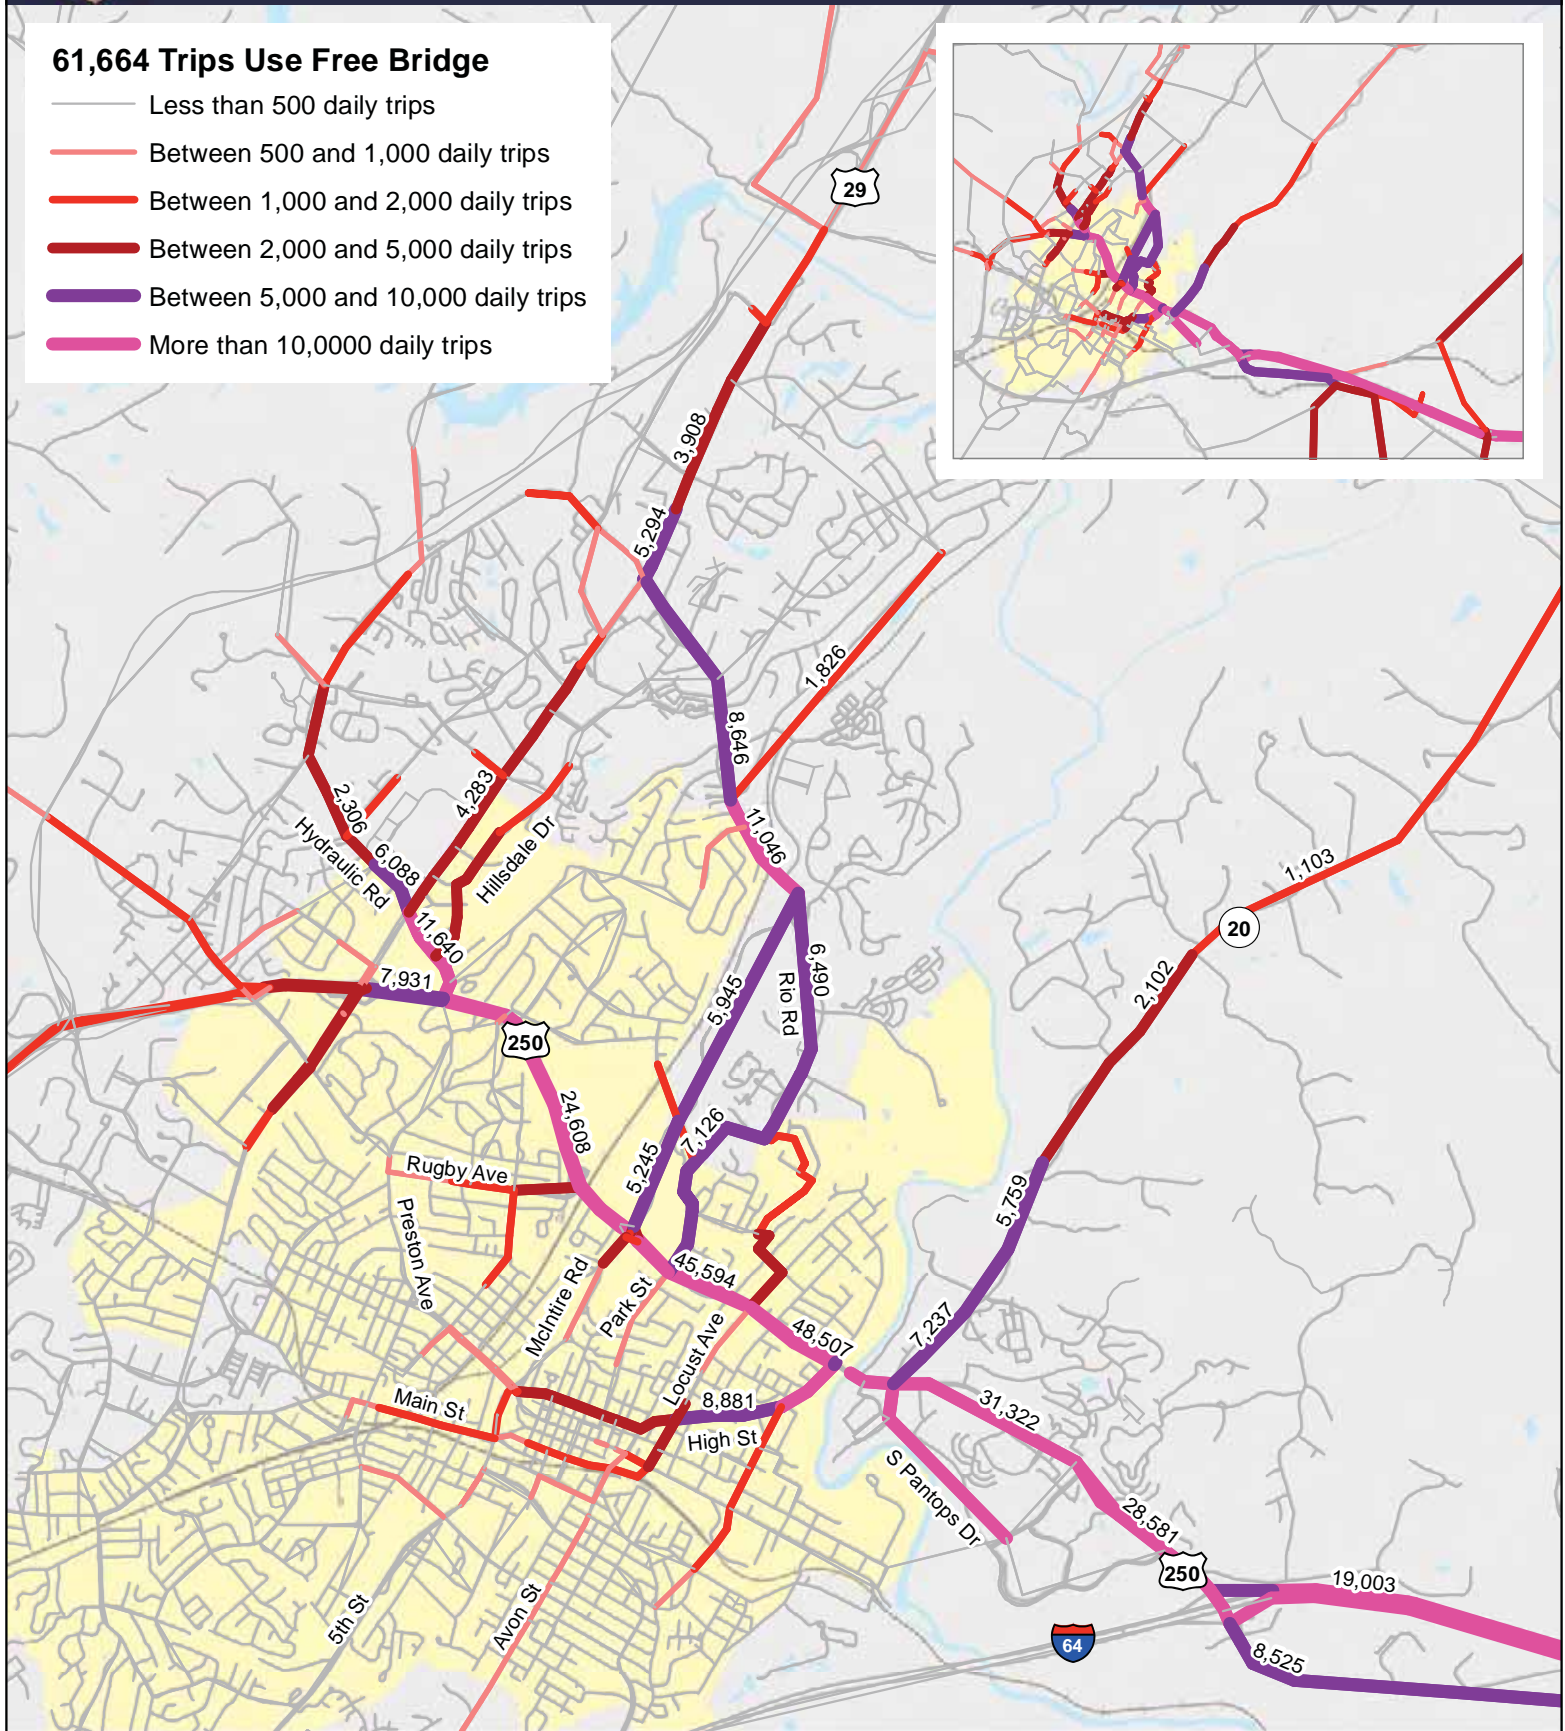 61,664 Trips Use Free Bridge
Less than 500 daily trips
Between 500 and 1,000 daily trips
Between 1,000 and 2,000 daily trips
Between 2,000 and 5,000 daily trips
Between 5,000 and 10,000 daily trips
More than 10,0000 daily trips
29
3,908
5,294
1,826
8,646
4,283
2,306
Hydraulic Rd
6,088
Hillsdale Dr
11,046
1,103
20
11,640
7,931
6,490
Rio Rd
5,945
2,102
250
24,608
7,126
5,245
Rugby Ave
Preston Ave
5,759
45,594
McIntire Rd
Park St
Locust Ave
48,507
7,237
8,881
High St
Main St
31,322
S Pantops Dr
28,581
250
19,003
5th St
Avon St
64
8,525